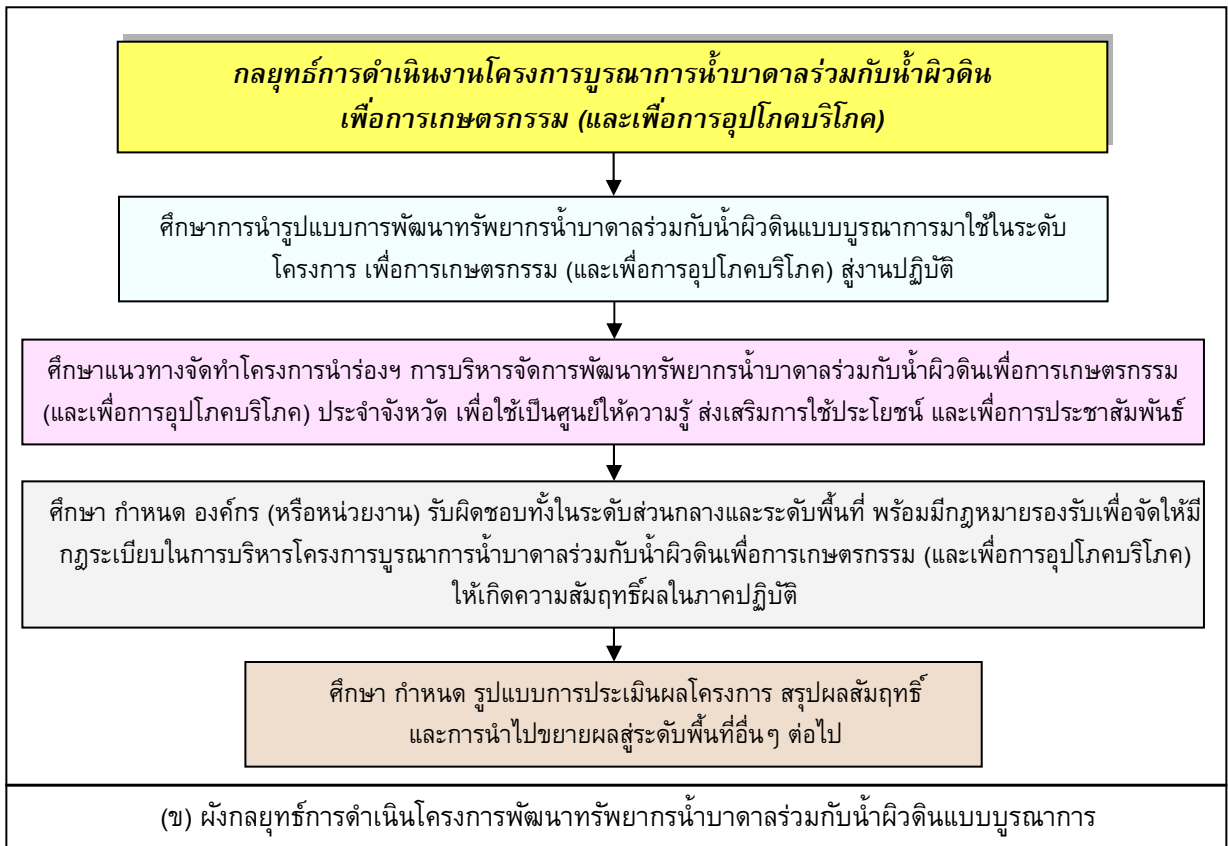 กลยุทธ์การดำเนินงานโครงการบูรณาการน้ำบาดาลร่วมกับน้ำผิวดิน
เพื่อการเกษตรกรรม (และเพื่อการอุปโภคบริโภค)
ศึกษาการนำรูปแบบการพัฒนาทรัพยากรน้ำบาดาลร่วมกับน้ำผิวดินแบบบูรณาการมาใช้ในระดับ
โครงการ เพื่อการเกษตรกรรม (และเพื่อการอุปโภคบริโภค) สู่งานปฏิบัติ
ศึกษาแนวทางจัดทำโครงการนำร่องฯ การบริหารจัดการพัฒนาทรัพยากรน้ำบาดาลร่วมกับน้ำผิวดินเพื่อการเกษตรกรรม
(และเพื่อการอุปโภคบริโภค) ประจำจังหวัด เพื่อใช้เป็นศูนย์ให้ความรู้ ส่งเสริมการใช้ประโยชน์ และเพื่อการประชาสัมพันธ์
ศึกษา กำหนด องค์กร (หรือหน่วยงาน) รับผิดชอบทั้งในระดับส่วนกลางและระดับพื้นที่ พร้อมมีกฎหมายรองรับเพื่อจัดให้มี
กฎระเบียบในการบริหารโครงการบูรณาการน้ำบาดาลร่วมกับน้ำผิวดินเพื่อการเกษตรกรรม (และเพื่อการอุปโภคบริโภค)
ให้เกิดความสัมฤทธิ์ผลในภาคปฏิบัติ
ศึกษา กำหนด รูปแบบการประเมินผลโครงการ สรุปผลสัมฤทธิ์
และการนำไปขยายผลสู่ระดับพื้นที่อื่นๆ ต่อไป
(ข) ผังกลยุทธ์การดำเนินโครงการพัฒนาทรัพยากรน้ำบาดาลร่วมกับน้ำผิวดินแบบบูรณาการ